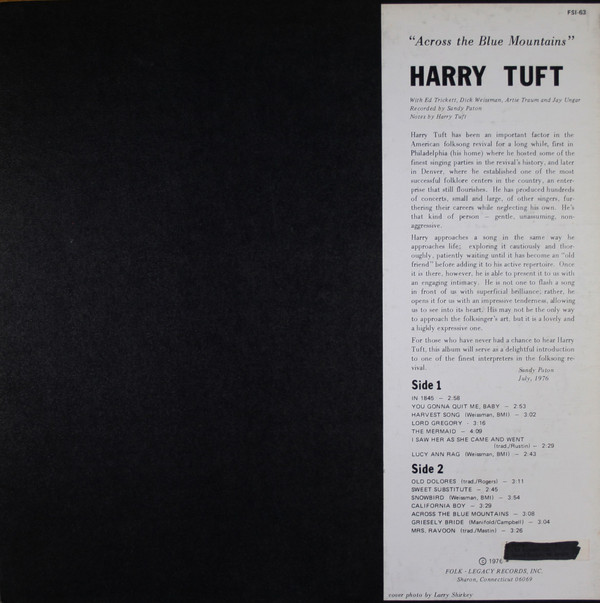 FSI-63
"Across the Blue Mountains"
HARRY TUFT
With Ed Trickett, Dick Weissman, Artie Traum and Jay Ungar
Recorded by Sandy Paton
Notes by Harry Tuft
Harry Tuft has been an important factor in the
American folksong revival for a long while, first in
Philadelphia (his home) where he hosted some of the
finest singing parties in the revival's history, and later
in Denver, where he established one of the most
successful folklore centers in the country, an enter-
prise that still flourishes. He has produced hundreds
of concerts, small and large, of other singers, fur-
thering their careers while neglecting his own. He's
that kind of person – gentle, unassuming, non-
aggressive.
Harry approaches a song in the same way he
approaches life; exploring it cautiously and thor-
oughly, patiently waiting until it has become an "old
friend" before adding it to his active repertoire. Once
it is there, however, he is able to present it to us with
an engaging intimacy. He is not one to flash a song
in front of us with superficial brilliance; rather, he
opens it for us with an impressive tenderness, allowing
us to see into its heart. His may not be the only way
to approach the folksinger's art, but it is a lovely and
a highly expressive one.
For those who have never had a chance to hear Harry
Tuft, this album will serve as a delightful introduction
to one of the finest interpreters in the folksong re-
vival.
Sandy Paton
July, 1976
Side 1
IN 1845 – 2:58
YOU GONNA QUIT ME, BABY – 2:53
HARVEST SONG (Weissman, BMI) – 3:02
LORD GREGORY - 3:16
THE MERMAID – 4:09
I SAW HER AS SHE CAME AND WENT
(trad./Rustin) – 2:29
LUCY ANN RAG (Weissman, BMI) – 2:43
Side 2
OLD DOLORES (trad./Rogers) – 3:11
SWEET SUBSTITUTE – 2:45
SNOWBIRD (Weissman, BMI) – 3:54
CALIFORNIA BOY – 3:29
ACROSS THE BLUE MOUNTAINS – 3:08
GRIESELY BRIDE (Manifold/Campbell) – 3:04
MRS. RAVOON (trad./Mastin) – 3:26
© 1976
FOLK - LEGACY RECORDS, INC.
Sharon, Connecticut 06069
cover photo by Larry Shirkey